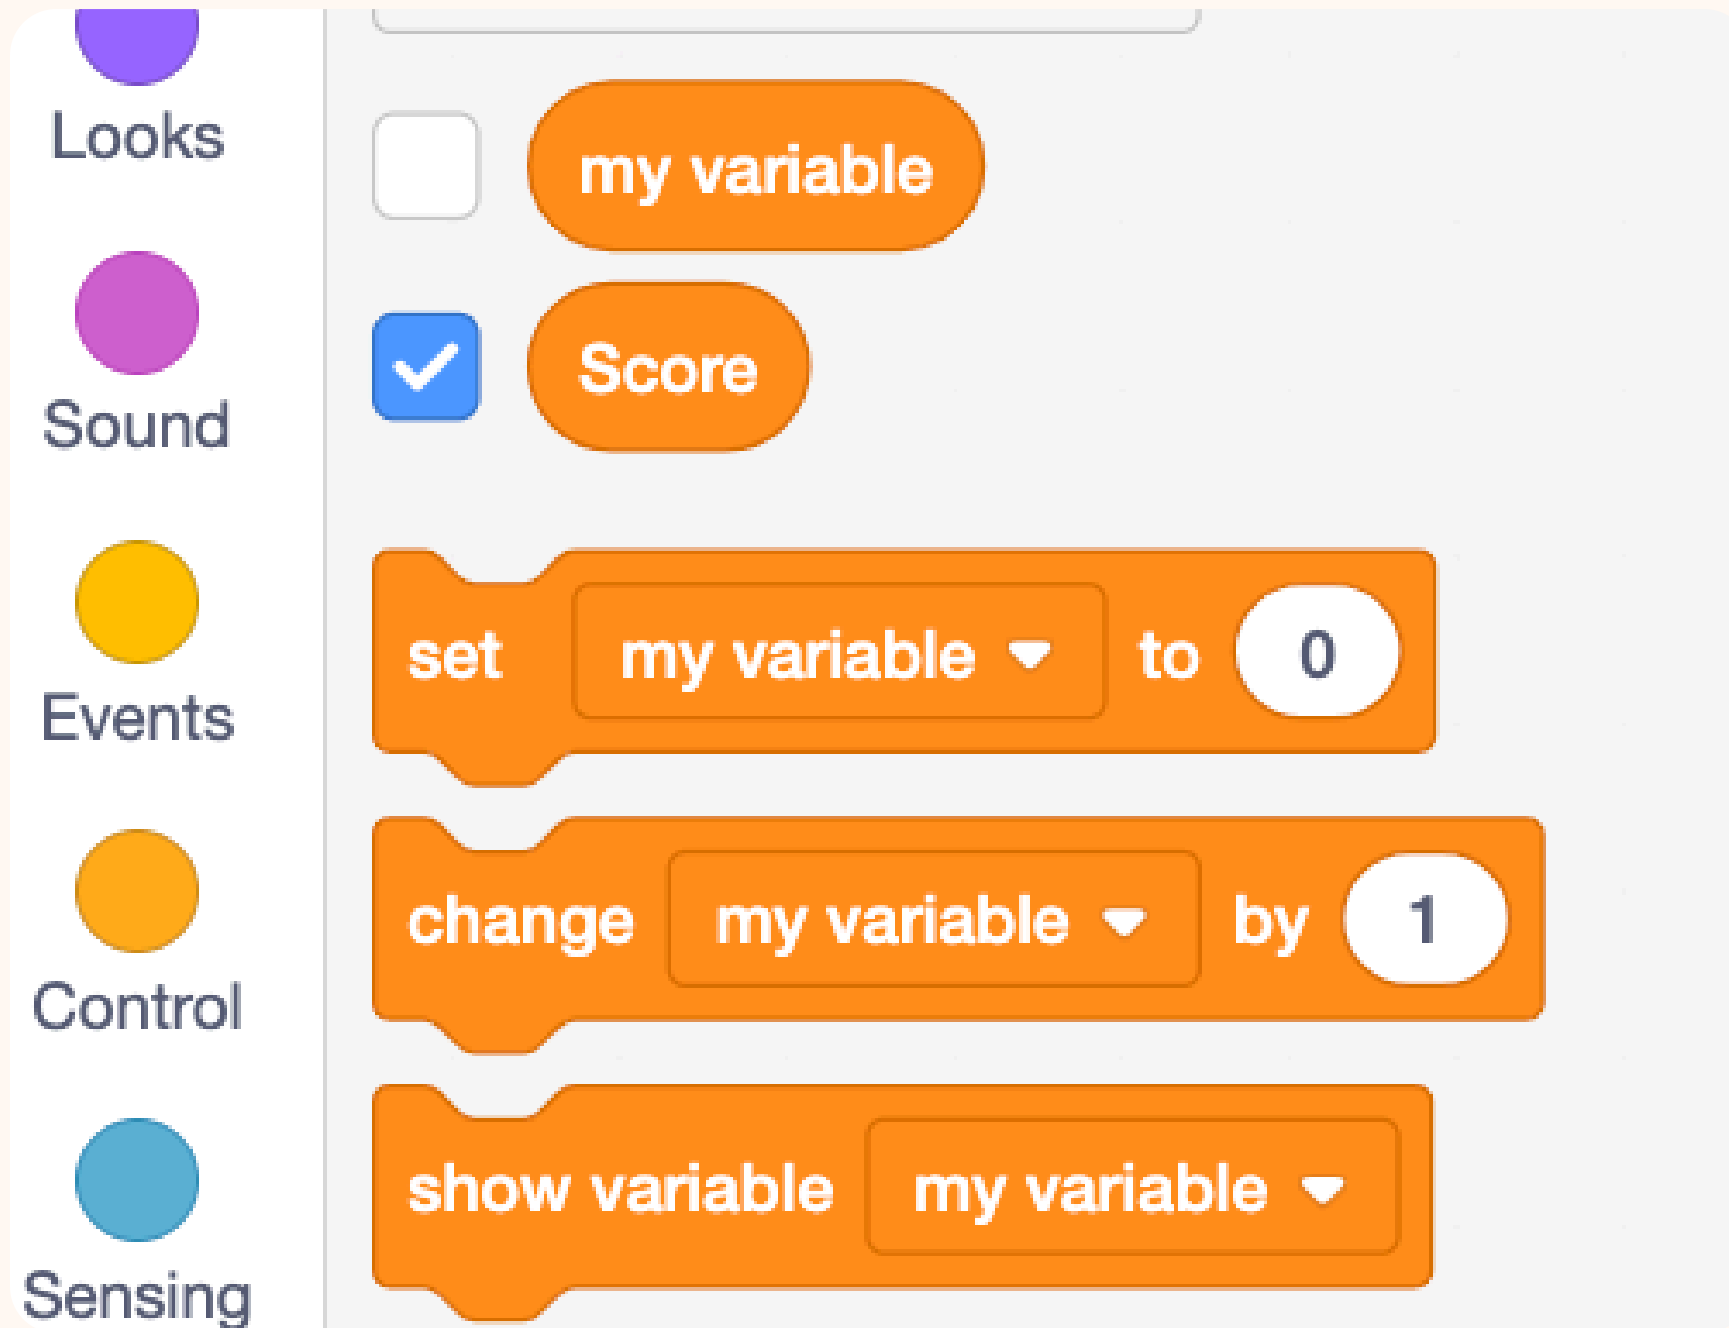 Looks
Sound
Events
Control
Sensing
my variable
Score
set my variable to 0
change my variable by 1
show variable my variable